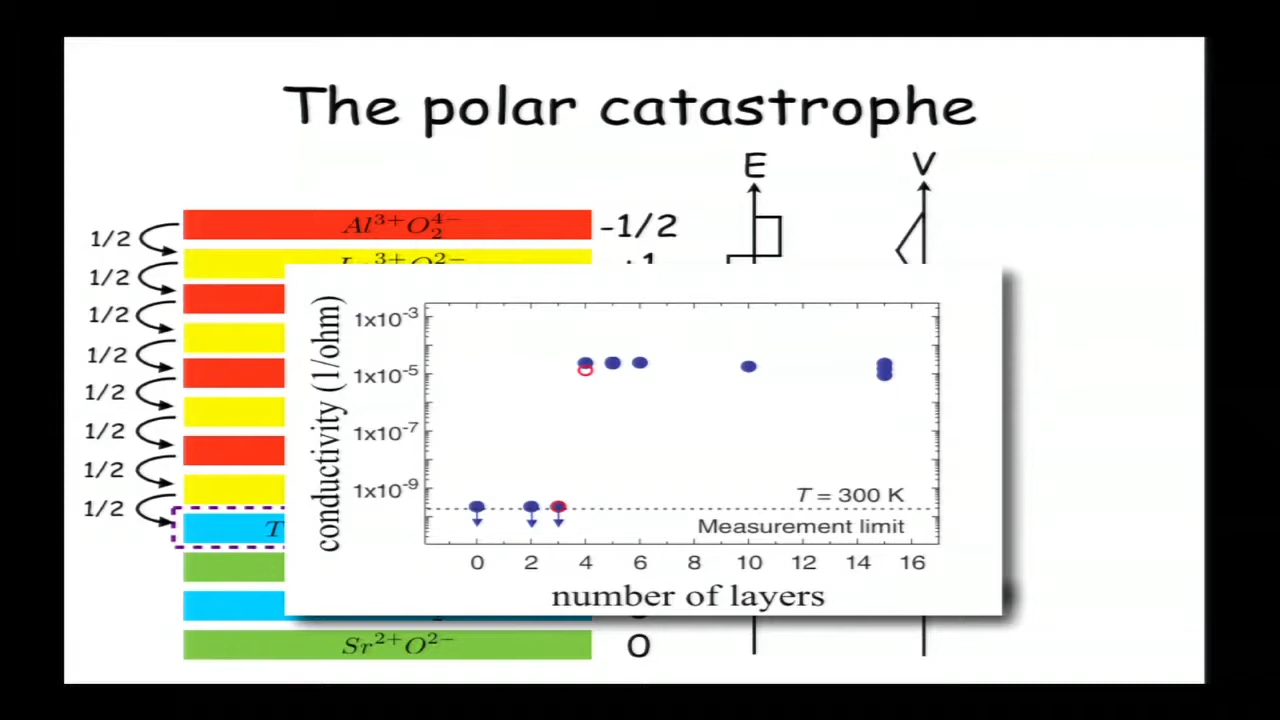 The polar catastrophe
E
V
Al³⁺O₂⁴⁻
-1/2
1/2
1/2
1/2
1/2
1/2
1/2
1/2
1/2
conductivity (1/ohm)
1x10⁻³
1x10⁻⁵
1x10⁻⁷
1x10⁻⁹
T = 300 K
Measurement limit
0 2 4 6 8 10 12 14 16
number of layers
T
Sr²⁺O²⁻
0